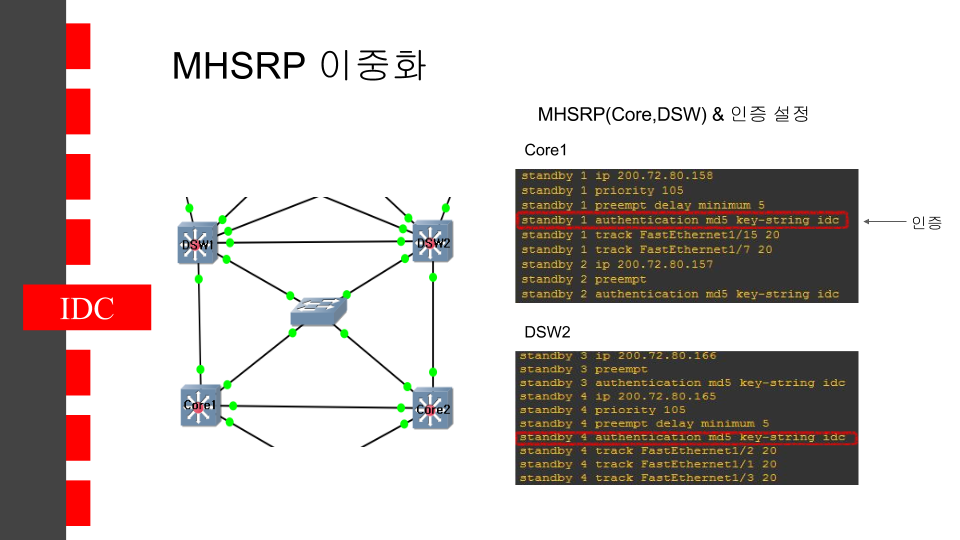 MHSRP 이중화
MHSRP(Core,DSW) & 인증 설정
Core1
standby 1 ip 200.72.80.158
standby 1 priority 105
standby 1 preempt delay minimum 5
standby 1 authentication md5 key-string idc
standby 1 track FastEthernet1/15 20
standby 1 track FastEthernet1/7 20
standby 2 ip 200.72.80.157
standby 2 preempt
standby 2 authentication md5 key-string idc
인증
DSW1
DSW2
IDC
Core1
Core2
DSW2
standby 3 ip 200.72.80.166
standby 3 preempt
standby 3 authentication md5 key-string idc
standby 4 ip 200.72.80.165
standby 4 priority 105
standby 4 preempt delay minimum 5
standby 4 authentication md5 key-string idc
standby 4 track FastEthernet1/2 20
standby 4 track FastEthernet1/1 20
standby 4 track FastEthernet1/3 20